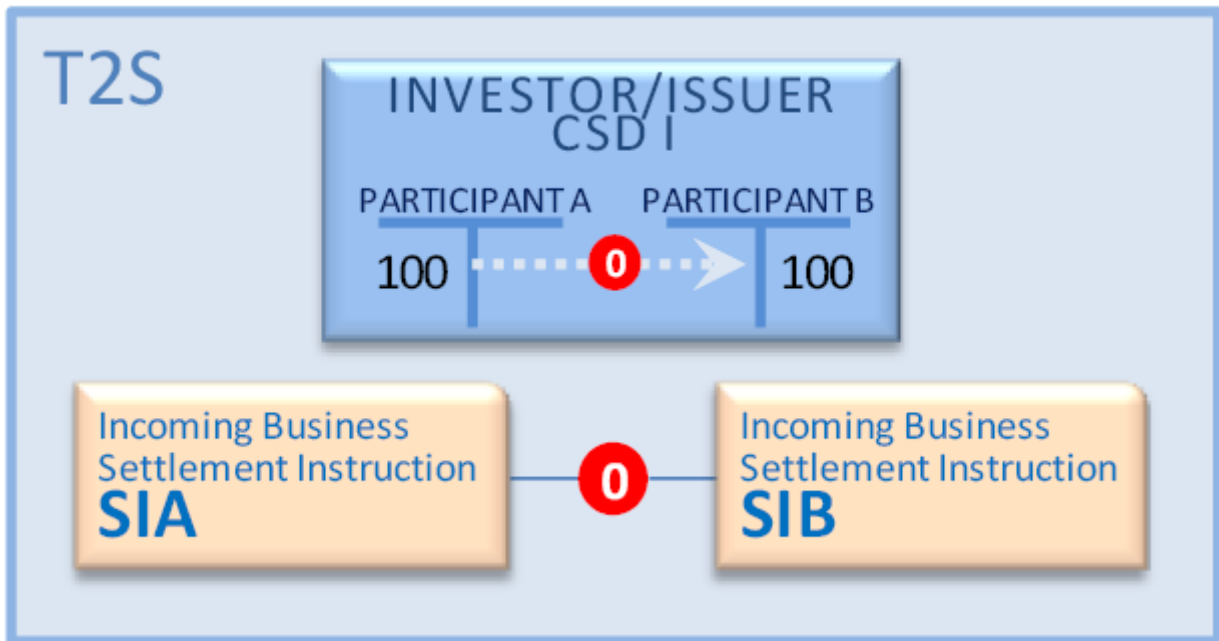 T2S
INVESTOR/ISSUER
CSD I
PARTICIPANT A
PARTICIPANT B
100
0
100
Incoming Business
Settlement Instruction
SIA
0
Incoming Business
Settlement Instruction
SIB